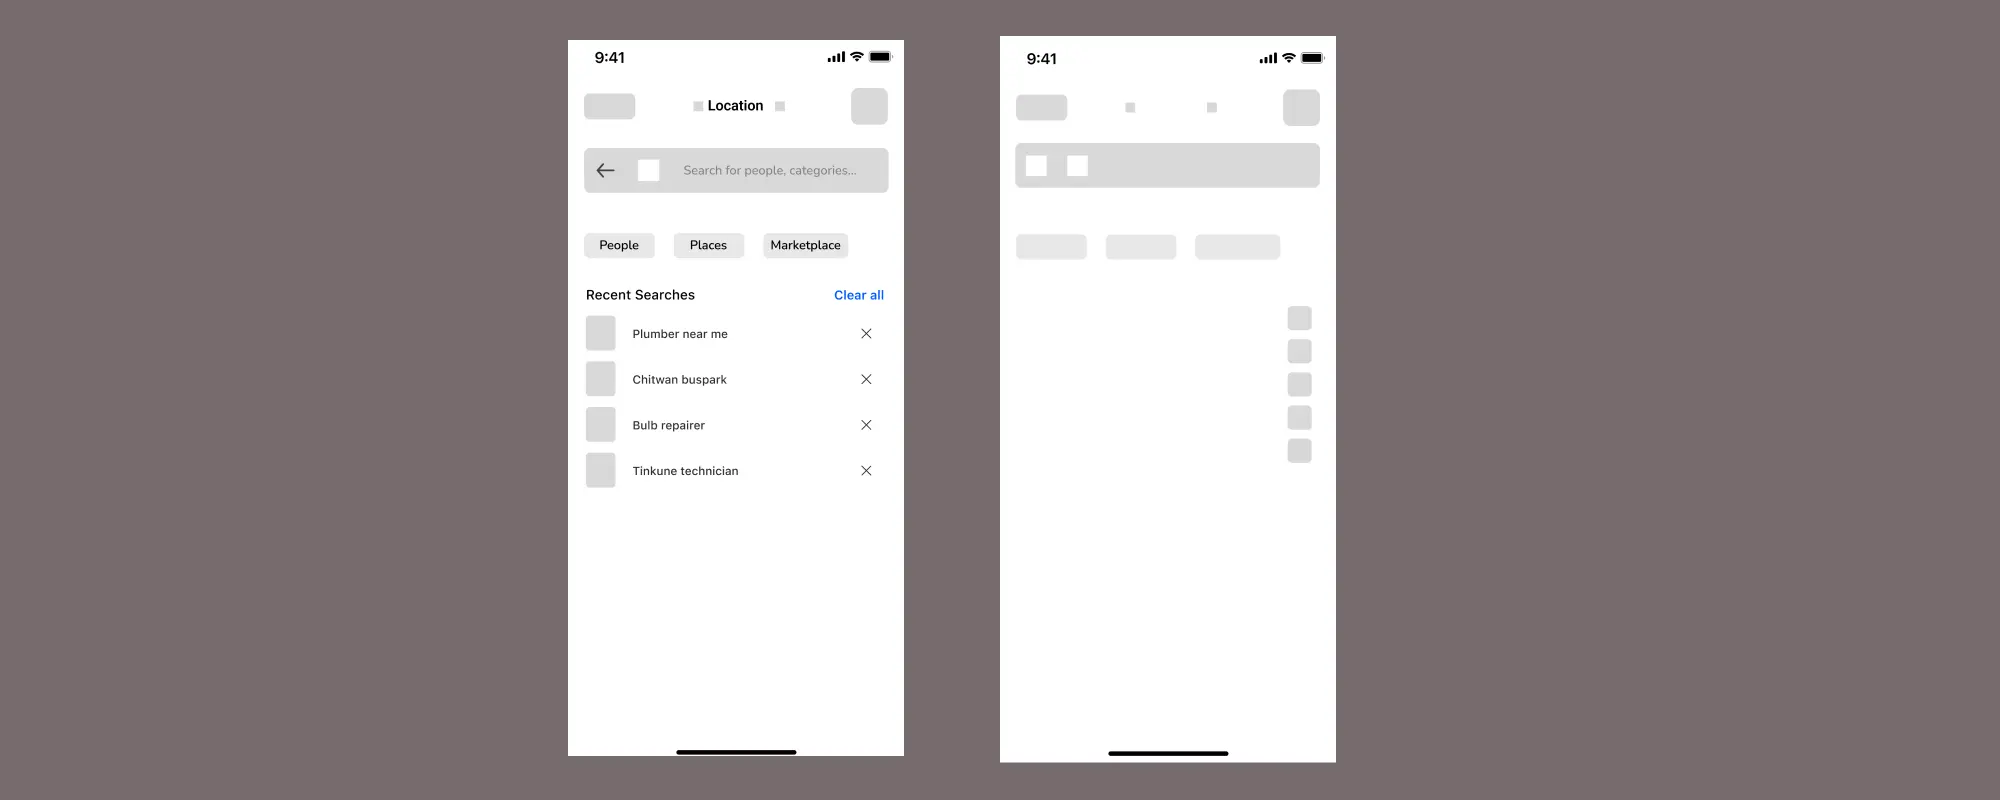 9:41
Location
Search for people, categories...
People Places Marketplace
Recent Searches Clear all
Plumber near me
Chitwan buspark
Bulb repairer
Tinkune technician
9:41